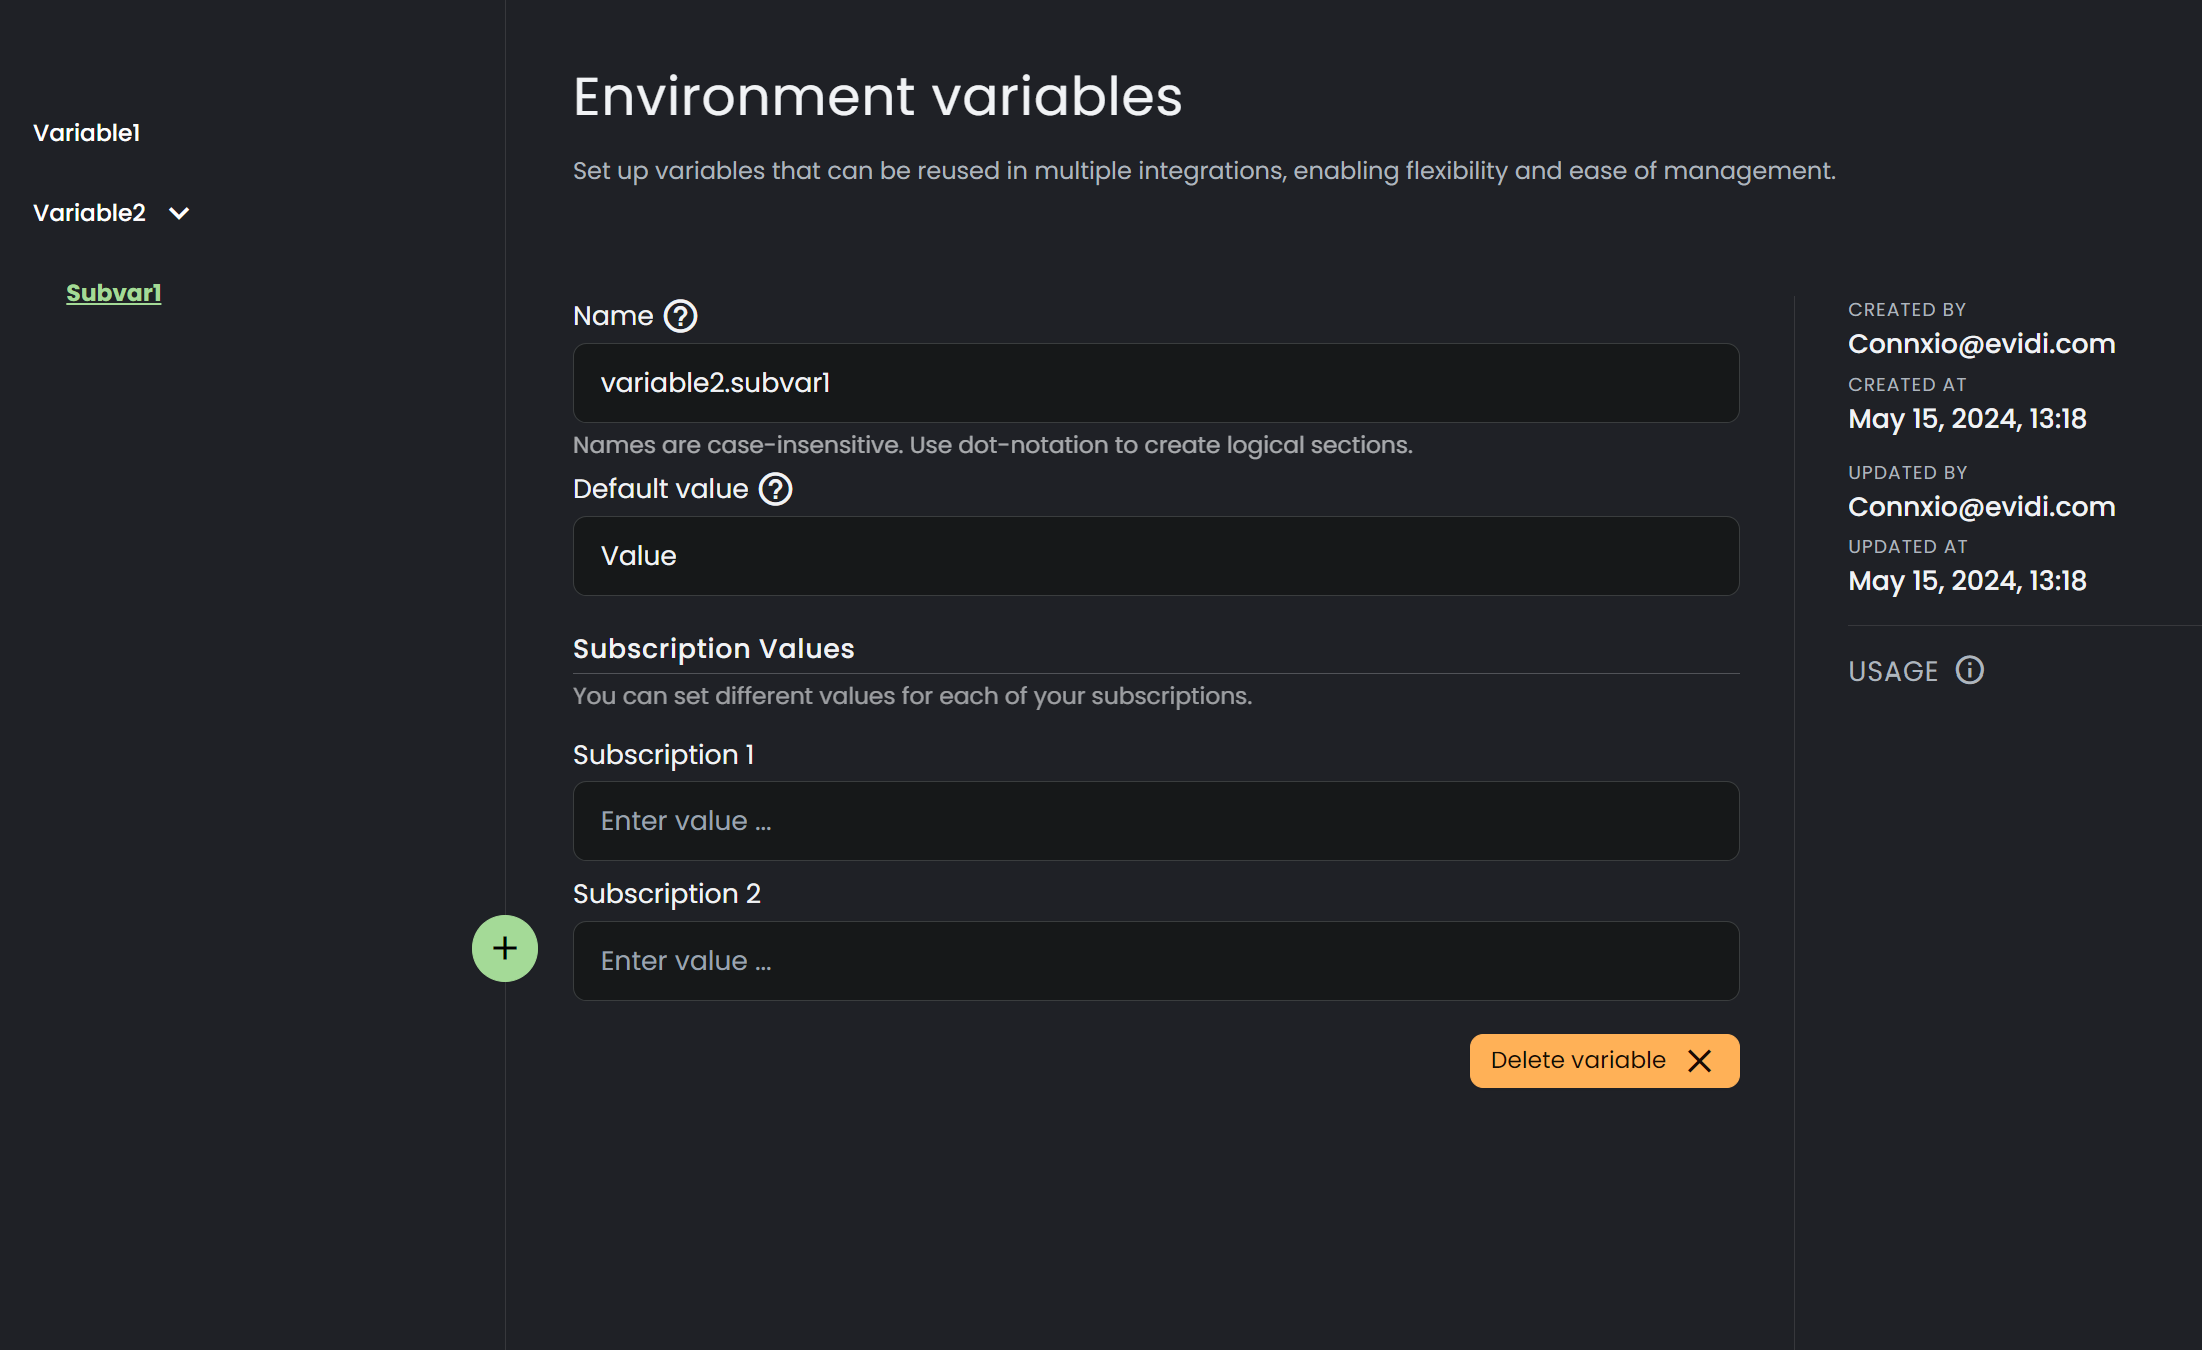 Variable1
Variable2
Subvar1
Environment variables
Set up variables that can be reused in multiple integrations, enabling flexibility and ease of management.
Name
variable2.subvar1
Names are case-insensitive. Use dot-notation to create logical sections.
Default value
Value
Subscription Values
You can set different values for each of your subscriptions.
Subscription 1
Enter value ...
Subscription 2
Enter value ...
Delete variable
CREATED BY
Connxio@evidi.com
CREATED AT
May 15, 2024, 13:18
UPDATED BY
Connxio@evidi.com
UPDATED AT
May 15, 2024, 13:18
USAGE